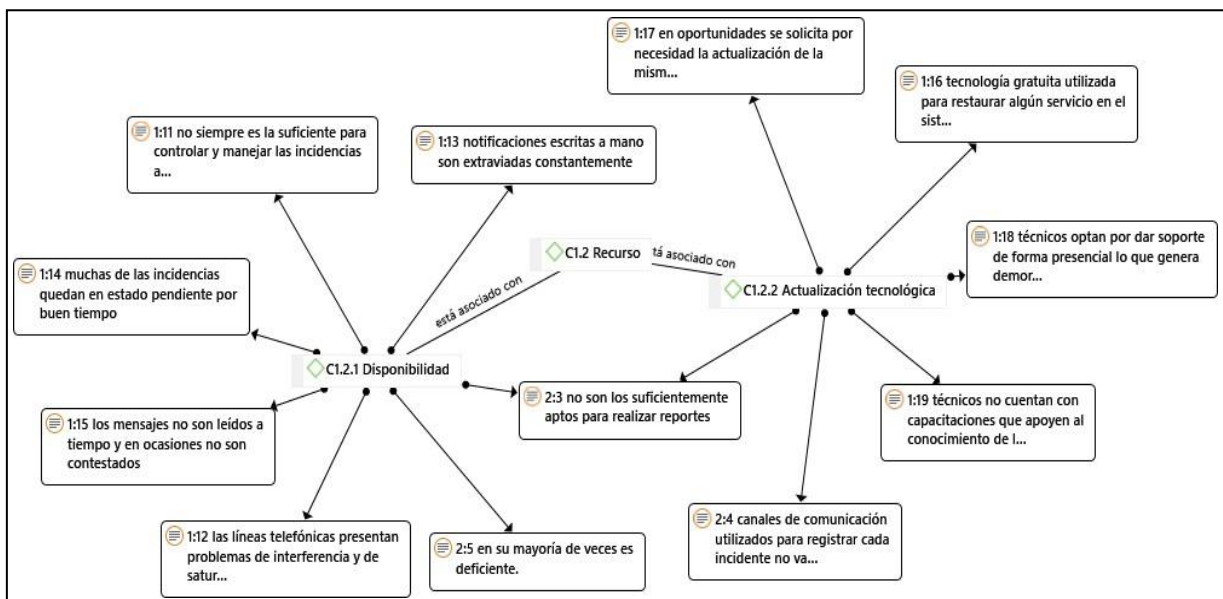 1:17 en oportunidades se solicita por
necesidad la actualización de la
mism...
1:16 tecnología gratuita utilizada
para restaurar algún servicio en el
sist...
1:11 no siempre es la suficiente para
controlar y manejar las incidencias
a...
1:13 notificaciones escritas a mano
son extraviadas constantemente
C1.2 Recurso
stá asociado con
1:18 técnicos optan por dar soporte
de forma presencial lo que genera
demor...
1:14 muchas de las incidencias
quedan en estado pendiente por
buen tiempo
está asociado con
C1.2.2 Actualización tecnológica
C1.2.1 Disponibilidad
2:3 no son los suficientemente
aptos para realizar reportes
1:19 técnicos no cuentan con
capacitaciones que apoyen al
conocimiento de l...
1:15 los mensajes no son leídos a
tiempo y en ocasiones no son
contestados
1:12 las líneas telefónicas presentan
problemas de interferencia y de
satur...
2:5 en su mayoría de veces es
deficiente.
2:4 canales de comunicación
utilizados para registrar cada
incidente no va...